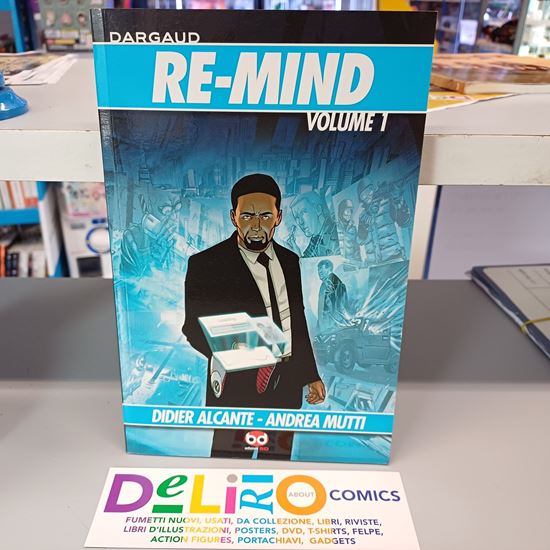 DARGAUD
RE-MIND
VOLUME 1
DIDIER ALCANTE - ANDREA MUTTI
DeLiRiO
ABOUT
COMICS
FUMETTI NUOVI, USATI, DA COLLEZIONE, LIBRI, RIVISTE,
LIBRI D'ILLUSTRAZIONI, POSTERS, DVD, T-SHIRTS, FELPE,
ACTION FIGURES, PORTACHIAVI, GADGETS